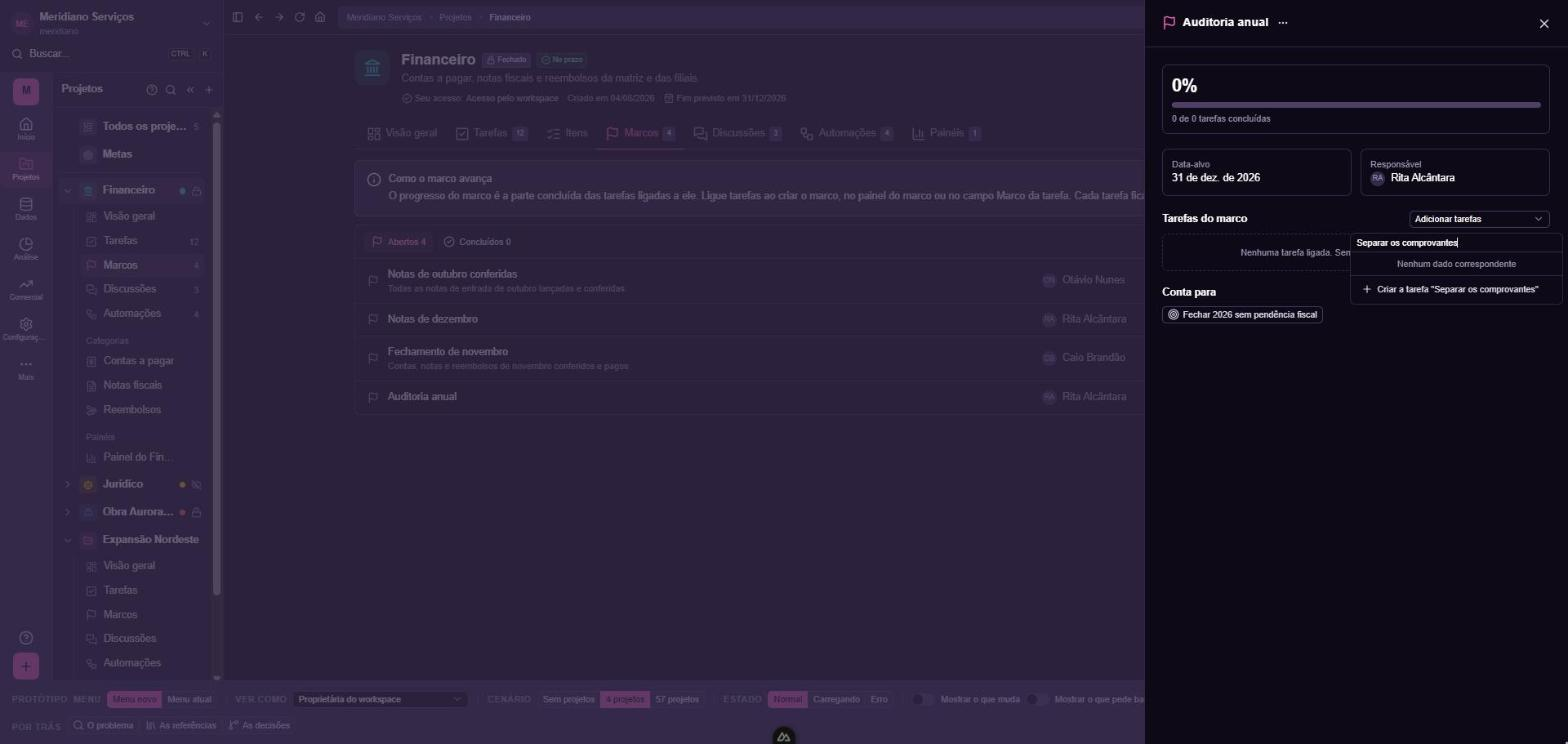 ME
Meridiano Serviços
meridiano
Buscar...
CTRL K
M
Início
Projetos
Dados
Análise
Comercial
Configuraç...
Mais
Projetos
Todos os proje... 5
Metas
Financeiro
Visão geral
Tarefas 12
Marcos 4
Discussões 3
Automações 4
Categorias
Contas a pagar
Notas fiscais
Reembolsos
Painéis
Painel do Fin...
Jurídico
Obra Aurora...
Expansão Nordeste
Visão geral
Tarefas
Marcos
Discussões
Automações
Meridiano Serviços › Projetos › Financeiro
Financeiro Fechado No prazo
Contas a pagar, notas fiscais e reembolsos da matriz e das filiais.
Seu acesso: Acesso pelo workspace Criado em 04/08/2026 Fim previsto em 31/12/2026
Visão geral Tarefas 12 Itens Marcos 4 Discussões 3 Automações 4 Painéis 1
Como o marco avança
O progresso do marco é a parte concluída das tarefas ligadas a ele. Ligue tarefas ao criar o marco, no painel do marco ou no campo Marco da tarefa. Cada tarefa fica
Abertos 4 Concluídos 0
Notas de outubro conferidas
Todas as notas de entrada de outubro lançadas e conferidas.
ON Otávio Nunes
Notas de dezembro
RA Rita Alcântara
Fechamento de novembro
Contas, notas e reembolsos de novembro conferidos e pagos.
CB Caio Brandão
Auditoria anual
RA Rita Alcântara
Auditoria anual ...
0%
0 de 0 tarefas concluídas
Data-alvo
31 de dez. de 2026
Responsável
RA Rita Alcântara
Tarefas do marco
Adicionar tarefas
Separar os comprovantes
Nenhuma tarefa ligada. Sem
Nenhum dado correspondente
Criar a tarefa "Separar os comprovantes"
Conta para
Fechar 2026 sem pendência fiscal
PROTÓTIPO MENU Menu novo Menu atual VER COMO Proprietária do workspace CENÁRIO Sem projetos 4 projetos 57 projetos ESTADO Normal Carregando Erro Mostrar o que muda Mostrar o que pede ba
POR TRÁS O problema As referências As decisões